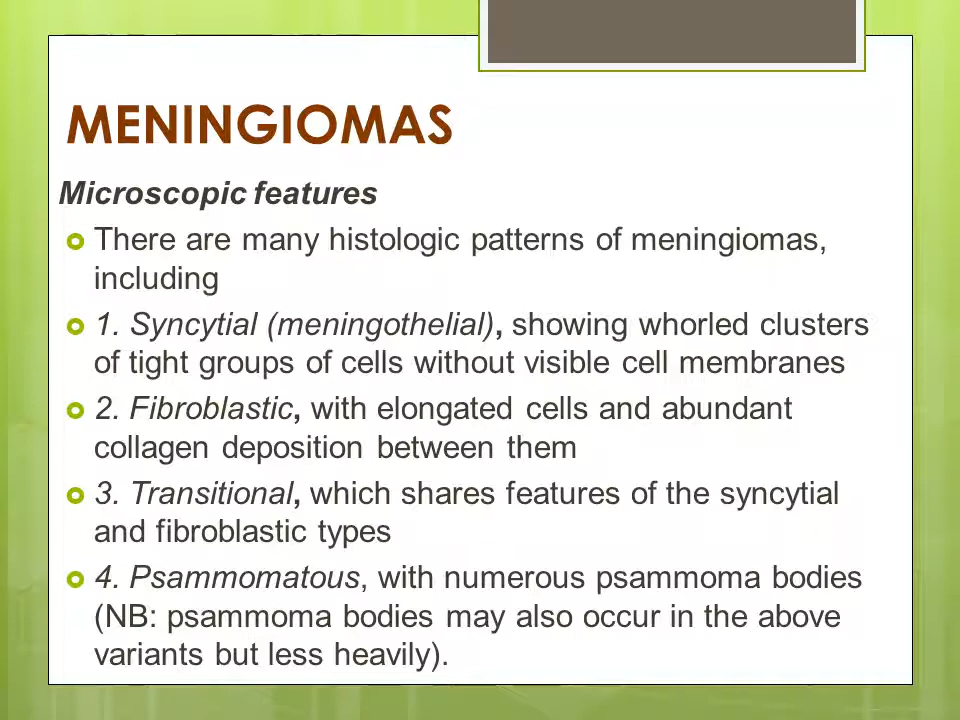 MENINGIOMAS
Microscopic features
There are many histologic patterns of meningiomas,
including
1. Syncytial (meningothelial), showing whorled clusters
of tight groups of cells without visible cell membranes
2. Fibroblastic, with elongated cells and abundant
collagen deposition between them
3. Transitional, which shares features of the syncytial
and fibroblastic types
4. Psammomatous, with numerous psammoma bodies
(NB: psammoma bodies may also occur in the above
variants but less heavily).